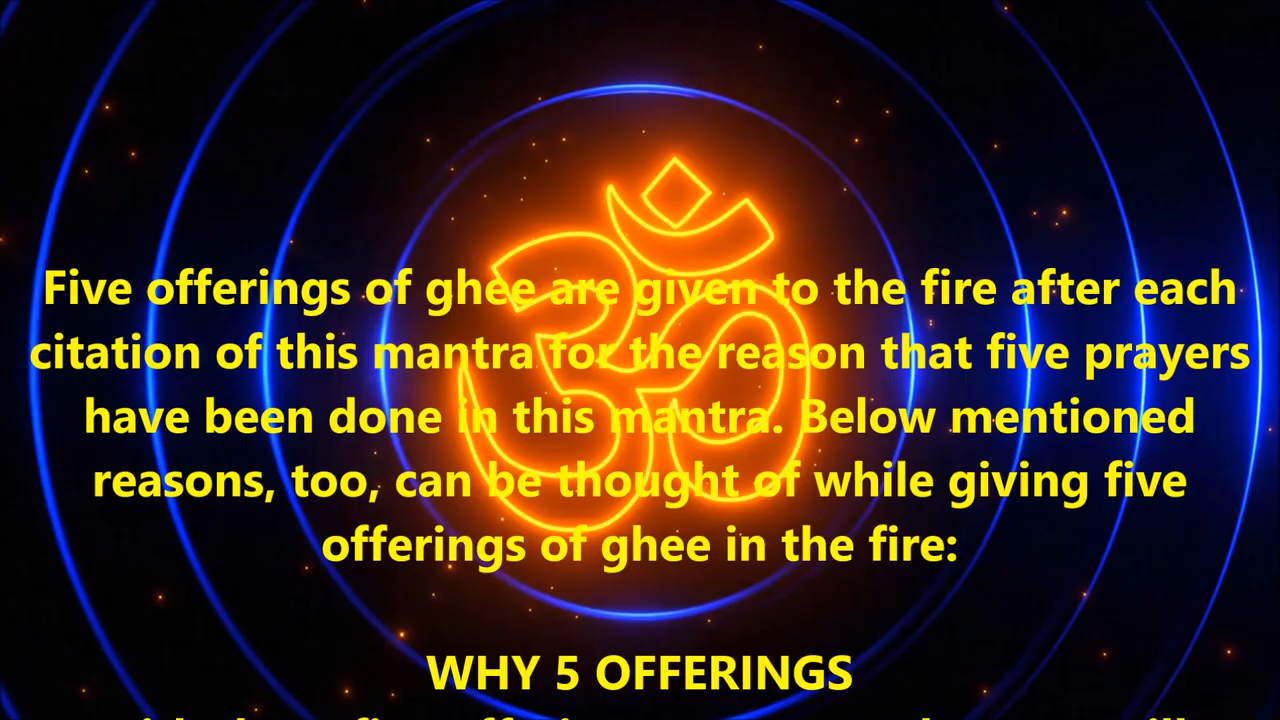 Five offerings of ghee are given to the fire after each
citation of this mantra for the reason that five prayers
have been done in this mantra. Below mentioned
reasons, too, can be thought of while giving five
offerings of ghee in the fire:
WHY 5 OFFERINGS